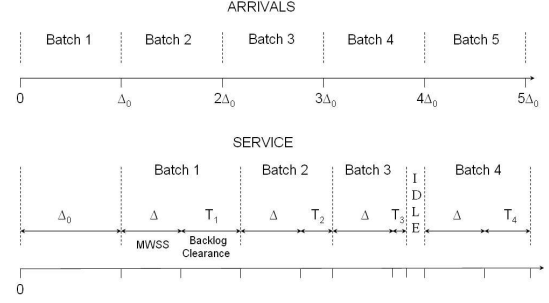 ARRIVALS
Batch 1 Batch 2 Batch 3 Batch 4 Batch 5
0 Δ₀ 2Δ₀ 3Δ₀ 4Δ₀ 5Δ₀
SERVICE
Batch 1 Batch 2 Batch 3 IDLE Batch 4
Δ₀ Δ T₁ Δ T₂ Δ T₃ Δ T₄
MWSS Backlog
Clearance
0